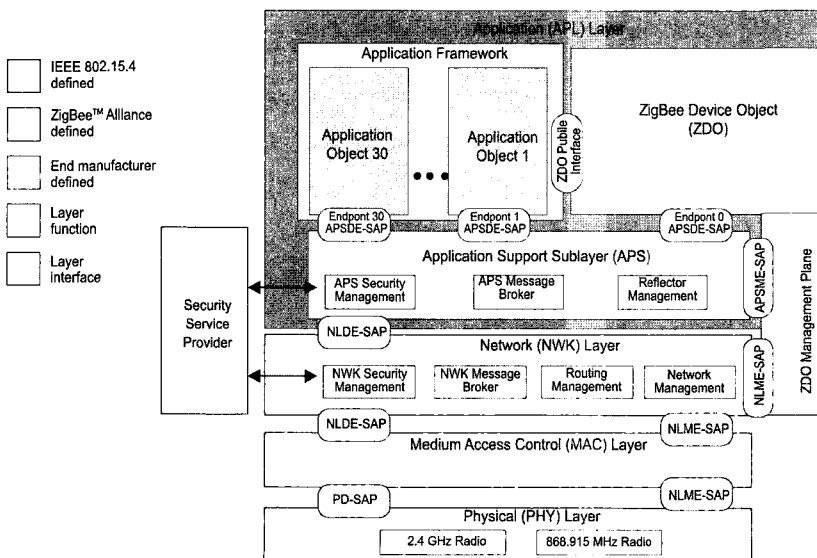 Application (APL) Layer
IEEE 802.15.4
defined
ZigBee™ Alliance
defined
End manufacturer
defined
Layer
function
Layer
interface
Application Framework
Application
Object 30
Application
Object 1
ZDO Publie
Interface
ZigBee Device Object
(ZDO)
Endpont 30
APSDE-SAP
Endpont 1
APSDE-SAP
Endpont 0
APSDE-SAP
Application Support Sublayer (APS)
APS Security
Management
APS Message
Broker
Reflector
Management
APSME-SAP
ZDO Management Plane
Security
Service
Provider
NLDE-SAP
Network (NWK) Layer
NWK Security
Management
NWK Message
Broker
Routing
Management
Network
Management
NLME-SAP
NLDE-SAP
NLME-SAP
Medium Access Control (MAC) Layer
PD-SAP
NLME-SAP
Physical (PHY) Layer
2.4 GHz Radio
868.915 MHz Radio